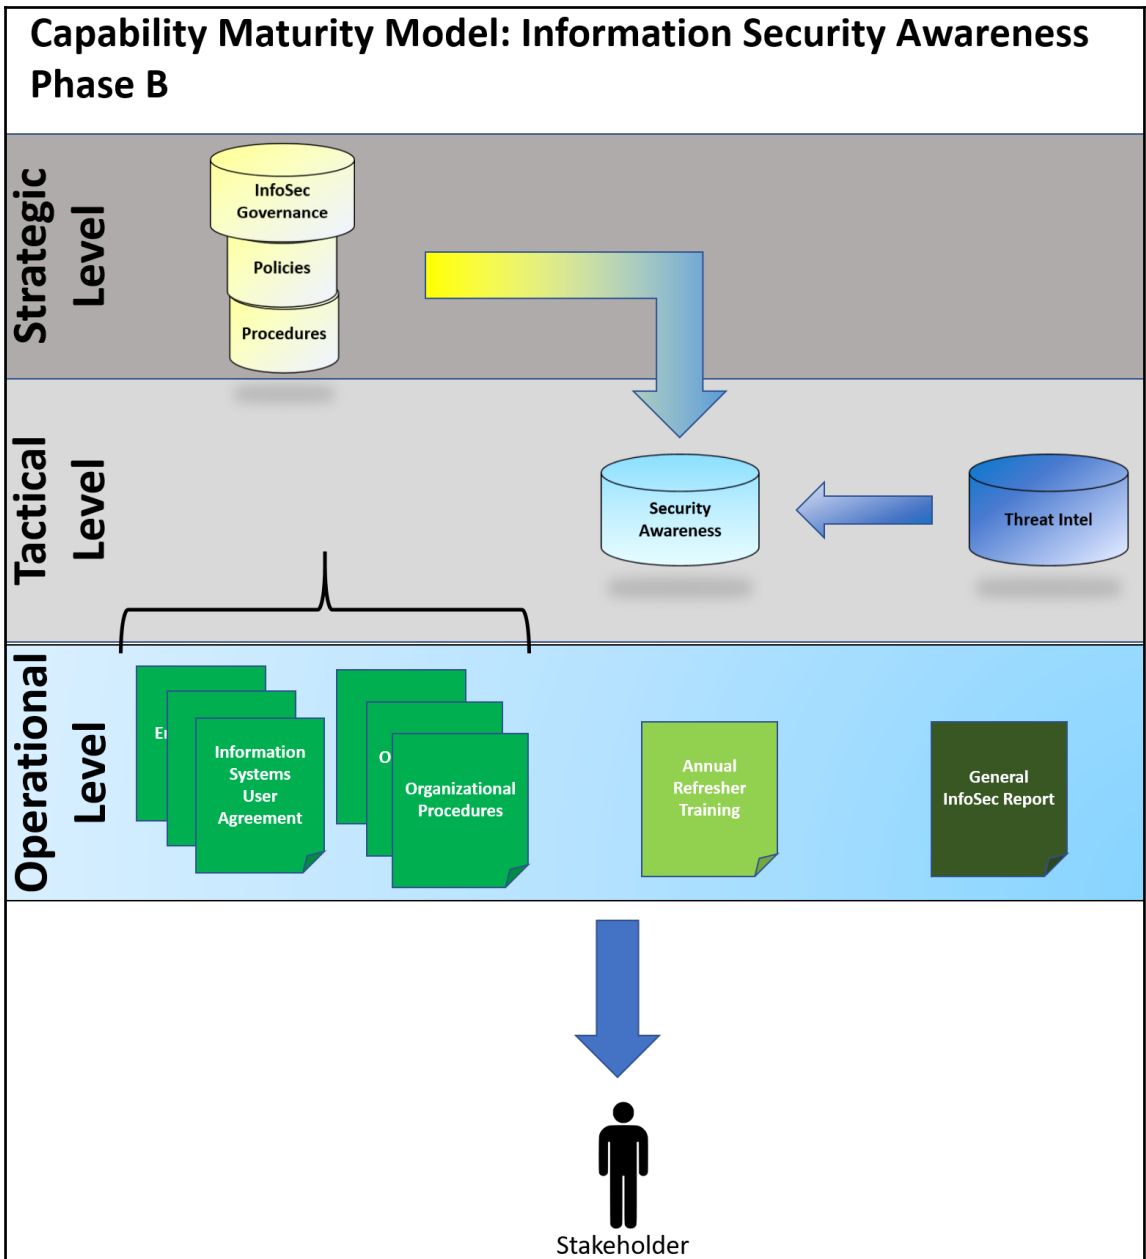 Capability Maturity Model: Information Security Awareness
Phase B
Strategic
Level
InfoSec
Governance
Policies
Procedures
Tactical
Level
Security
Awareness
Threat Intel
Operational
Level
Information
Systems
User
Agreement
Organizational
Procedures
Annual
Refresher
Training
General
InfoSec Report
Stakeholder